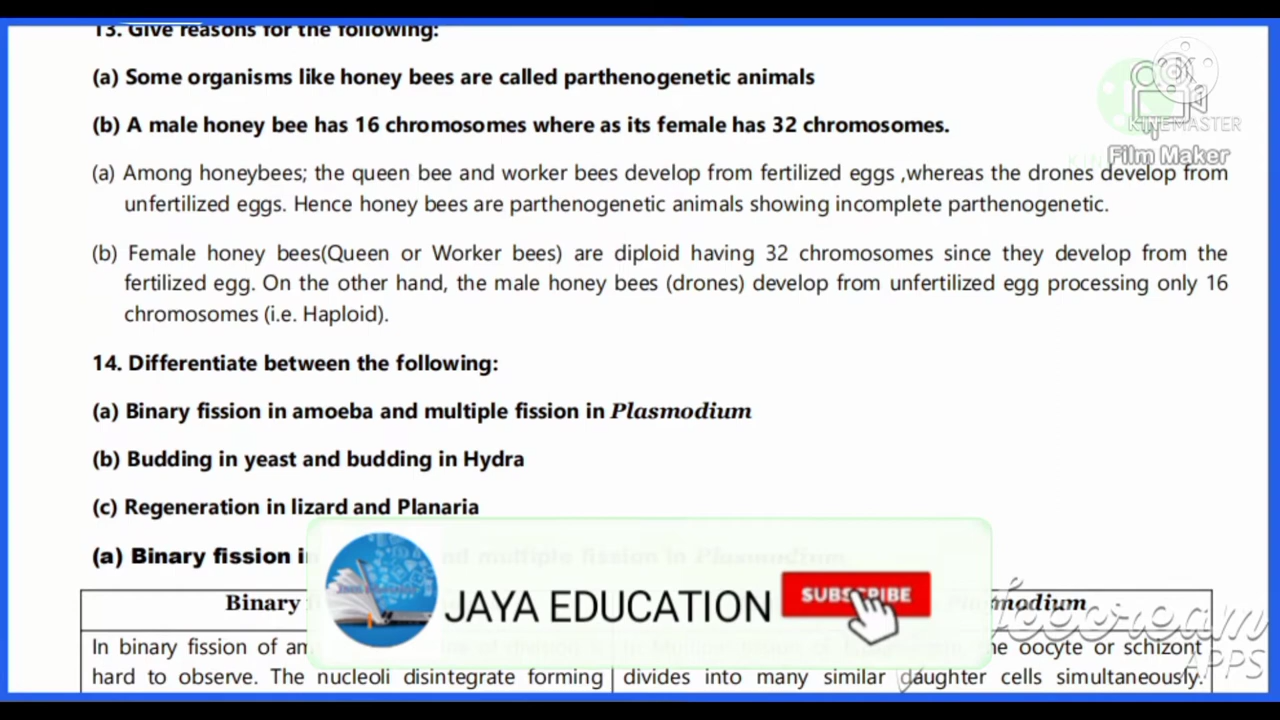 13. Give reasons for the following:
(a) Some organisms like honey bees are called parthenogenetic animals
(b) A male honey bee has 16 chromosomes where as its female has 32 chromosomes.
KINEMASTER
Film Maker
(a) Among honeybees; the queen bee and worker bees develop from fertilized eggs ,whereas the drones develop from
unfertilized eggs. Hence honey bees are parthenogenetic animals showing incomplete parthenogenetic.
(b) Female honey bees(Queen or Worker bees) are diploid having 32 chromosomes since they develop from the
fertilized egg. On the other hand, the male honey bees (drones) develop from unfertilized egg processing only 16
chromosomes (i.e. Haploid).
14. Differentiate between the following:
(a) Binary fission in amoeba and multiple fission in Plasmodium
(b) Budding in yeast and budding in Hydra
(c) Regeneration in lizard and Planaria
(a) Binary fission in and multiple fission in Plasmodium
JAYA EDUCATION
SUBSCRIBE
Binary
In binary fission of the oocyte or schizont
hard to observe. The nucleoli disintegrate forming divides into many similar daughter cells simultaneously.
APPS